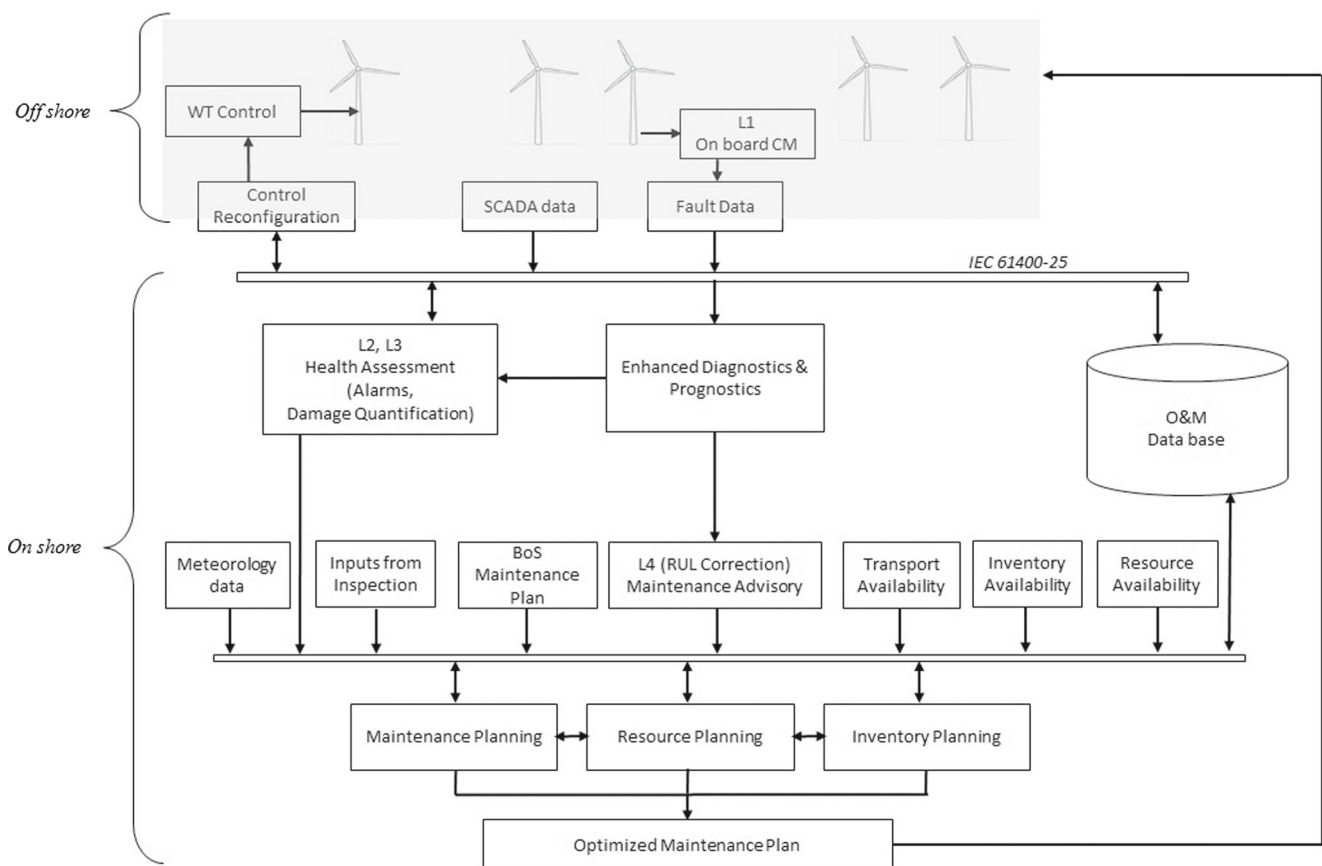 Off shore
WT Control
L1
On board CM
Control
Reconfiguration
SCADA data
Fault Data
IEC 61400-25
L2, L3
Health Assessment
(Alarms,
Damage Quantification)
Enhanced Diagnostics &
Prognostics
O&M
Data base
On shore
Meteorology
data
Inputs from
Inspection
BoS
Maintenance
Plan
L4 (RUL Correction)
Maintenance Advisory
Transport
Availability
Inventory
Availability
Resource
Availability
Maintenance Planning
Resource Planning
Inventory Planning
Optimized Maintenance Plan